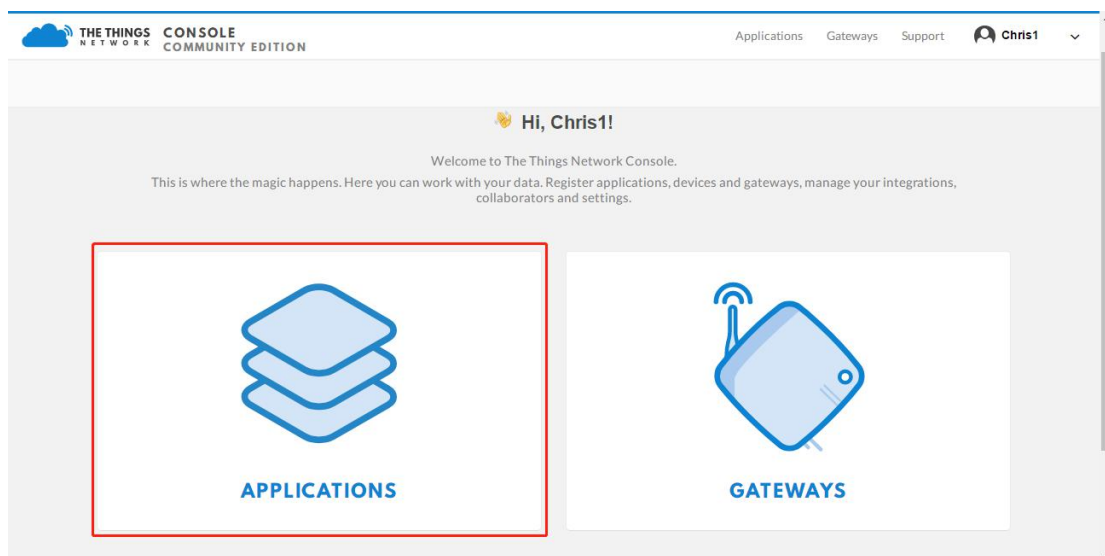 THE THINGS NETWORK
CONSOLE
COMMUNITY EDITION
Applications Gateways Support Chris1
Hi, Chris1!
Welcome to The Things Network Console.
This is where the magic happens. Here you can work with your data. Register applications, devices and gateways, manage your integrations,
collaborators and settings.
APPLICATIONS
GATEWAYS